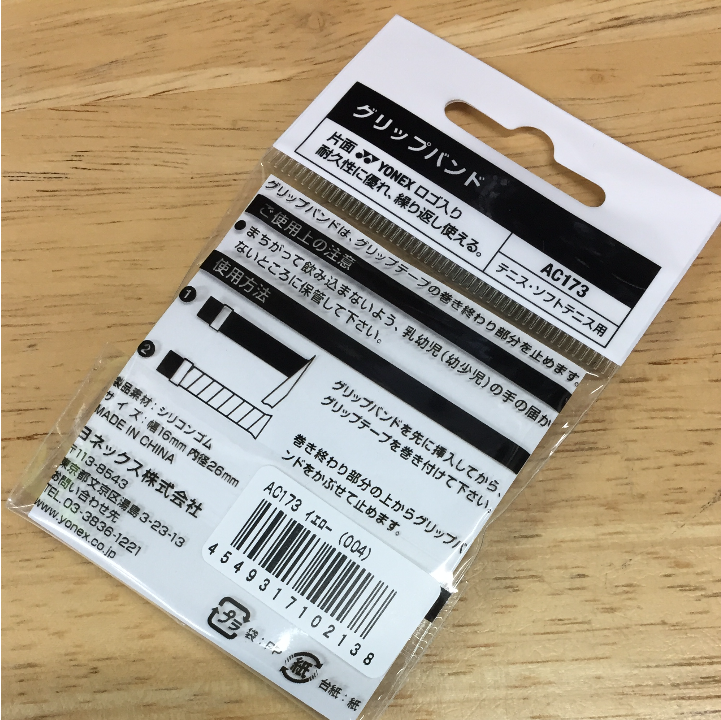 グリップバンド
片面 YONEX ロゴ入り
耐久性に優れ、繰り返し使える。
AC173
テニス・ソフトテニス用
グリップバンドは、グリップテープの巻き終わり部分を止めます。
ご使用上の注意
●まちがって飲み込まないよう、乳幼児(幼少児)の手の届か
ないところに保管して下さい。
使用方法
1
グリップバンドを先に挿入してから、
グリップテープを巻き付けて下さい。
2
巻き終わり部分の上からグリップバ
ンドをかぶせて止めます。
製品素材:シリコンゴム
サイズ:幅16mm 内径26mm
MADE IN CHINA
ヨネックス株式会社
〒113-8543
東京都文京区湯島3-23-13
お問い合わせ先
TEL.03-3836-1221
www.yonex.co.jp
AC173 イエロー (004)
4549317102138
プラ
袋:PP
紙
台紙:紙